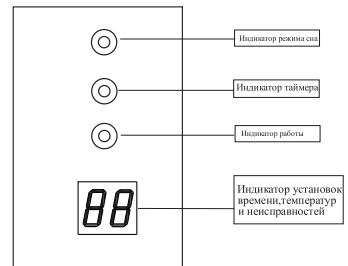 Индикатор режима сна
Индикатор таймера
Индикатор работы
88
Индикатор установок
времени,температур
и неисправностей